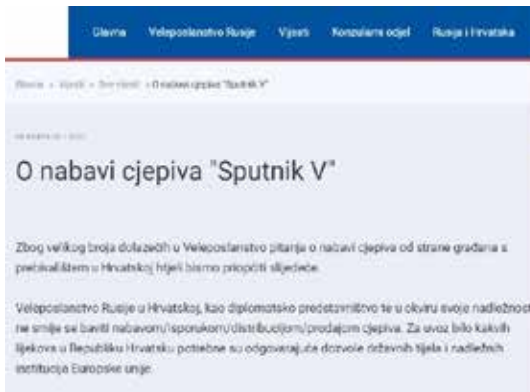 Glavna Veleposlanstvo Rusije Vijesti Konzularni odjel Rusija i Hrvatska
O nabavi cjepiva "Sputnik V"
O nabavi cjepiva "Sputnik V"
Zbog velikog broja dolazećih u Veleposlanstvo pitanja o nabavi cjepiva od strane građana s
prebivalištem u Hrvatskoj htjeli bismo priopćiti slijedeće.
Veleposlanstvo Rusije u Hrvatskoj, kao diplomatsko predstavništvo te u okviru svoje nadležnost
ne smije se baviti nabavom/isporukom/distribucijom/prodajom cjepiva. Za uvoz bilo kakvih
lijekova u Republiku Hrvatsku potrebne su odgovarajuće dozvole državnih tijela i nadležnih
institucija Europske unije.